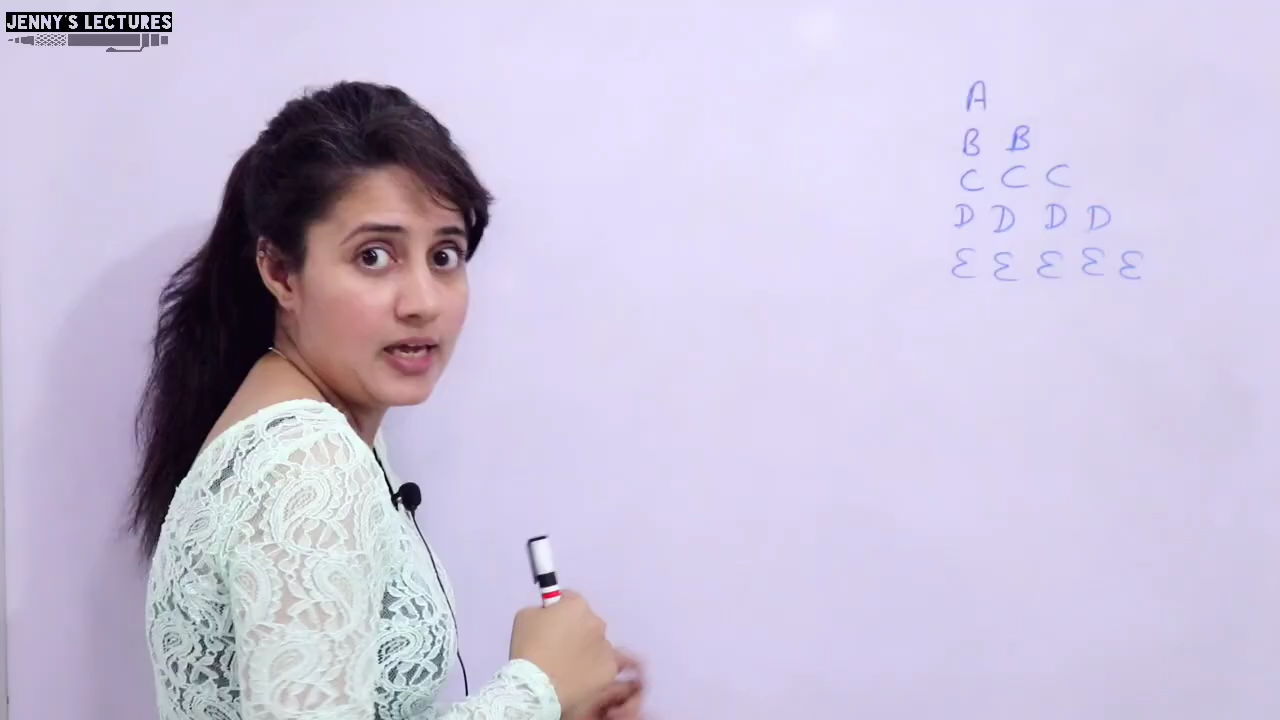 JENNY'S LECTURES
A
B B
C C C
D D D D
E E E E E